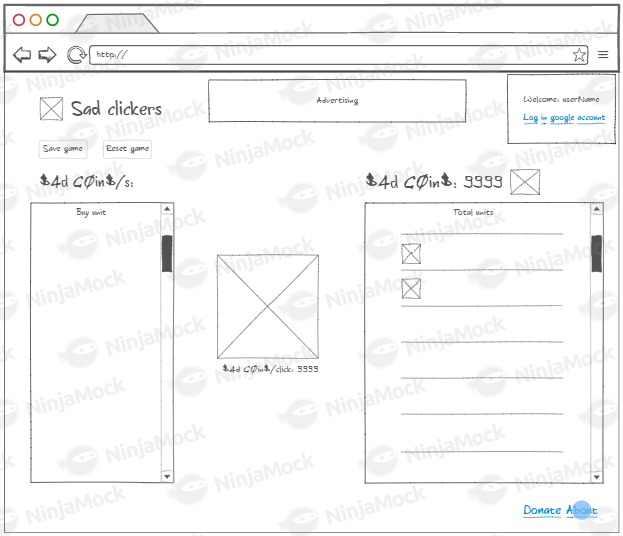 http://
Advertising
Welcome: userName
Log in google account
Sad clickers
Save game
Reset game
$4d C0in$/s:
$4d C0in$: 9999
Buy unit
Total units
$4d C0in$/click: 9999
Donate About
NinjaMock